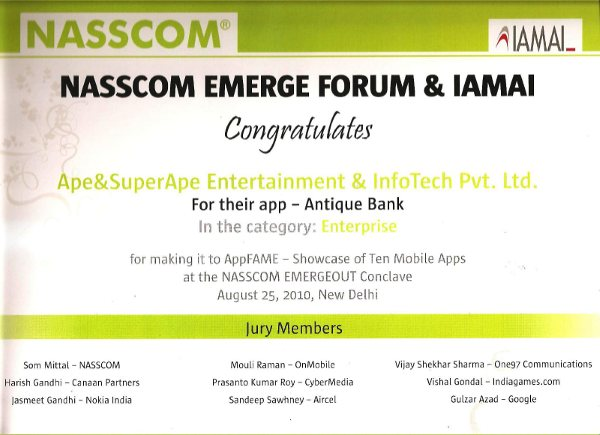 NASSCOM®
IAMAI
NASSCOM EMERGE FORUM & IAMAI
Congratulates
Ape&SuperApe Entertainment & InfoTech Pvt. Ltd.
For their app – Antique Bank
In the category: Enterprise
for making it to AppFAME – Showcase of Ten Mobile Apps
at the NASSCOM EMERGEOUT Conclave
August 25, 2010, New Delhi
Jury Members
Som Mittal – NASSCOM
Harish Gandhi – Canaan Partners
Jasmeet Gandhi – Nokia India
Mouli Raman – OnMobile
Prasanto Kumar Roy – CyberMedia
Sandeep Sawhney – Aircel
Vijay Shekhar Sharma – One97 Communications
Vishal Gondal – Indiagames.com
Gulzar Azad – Google